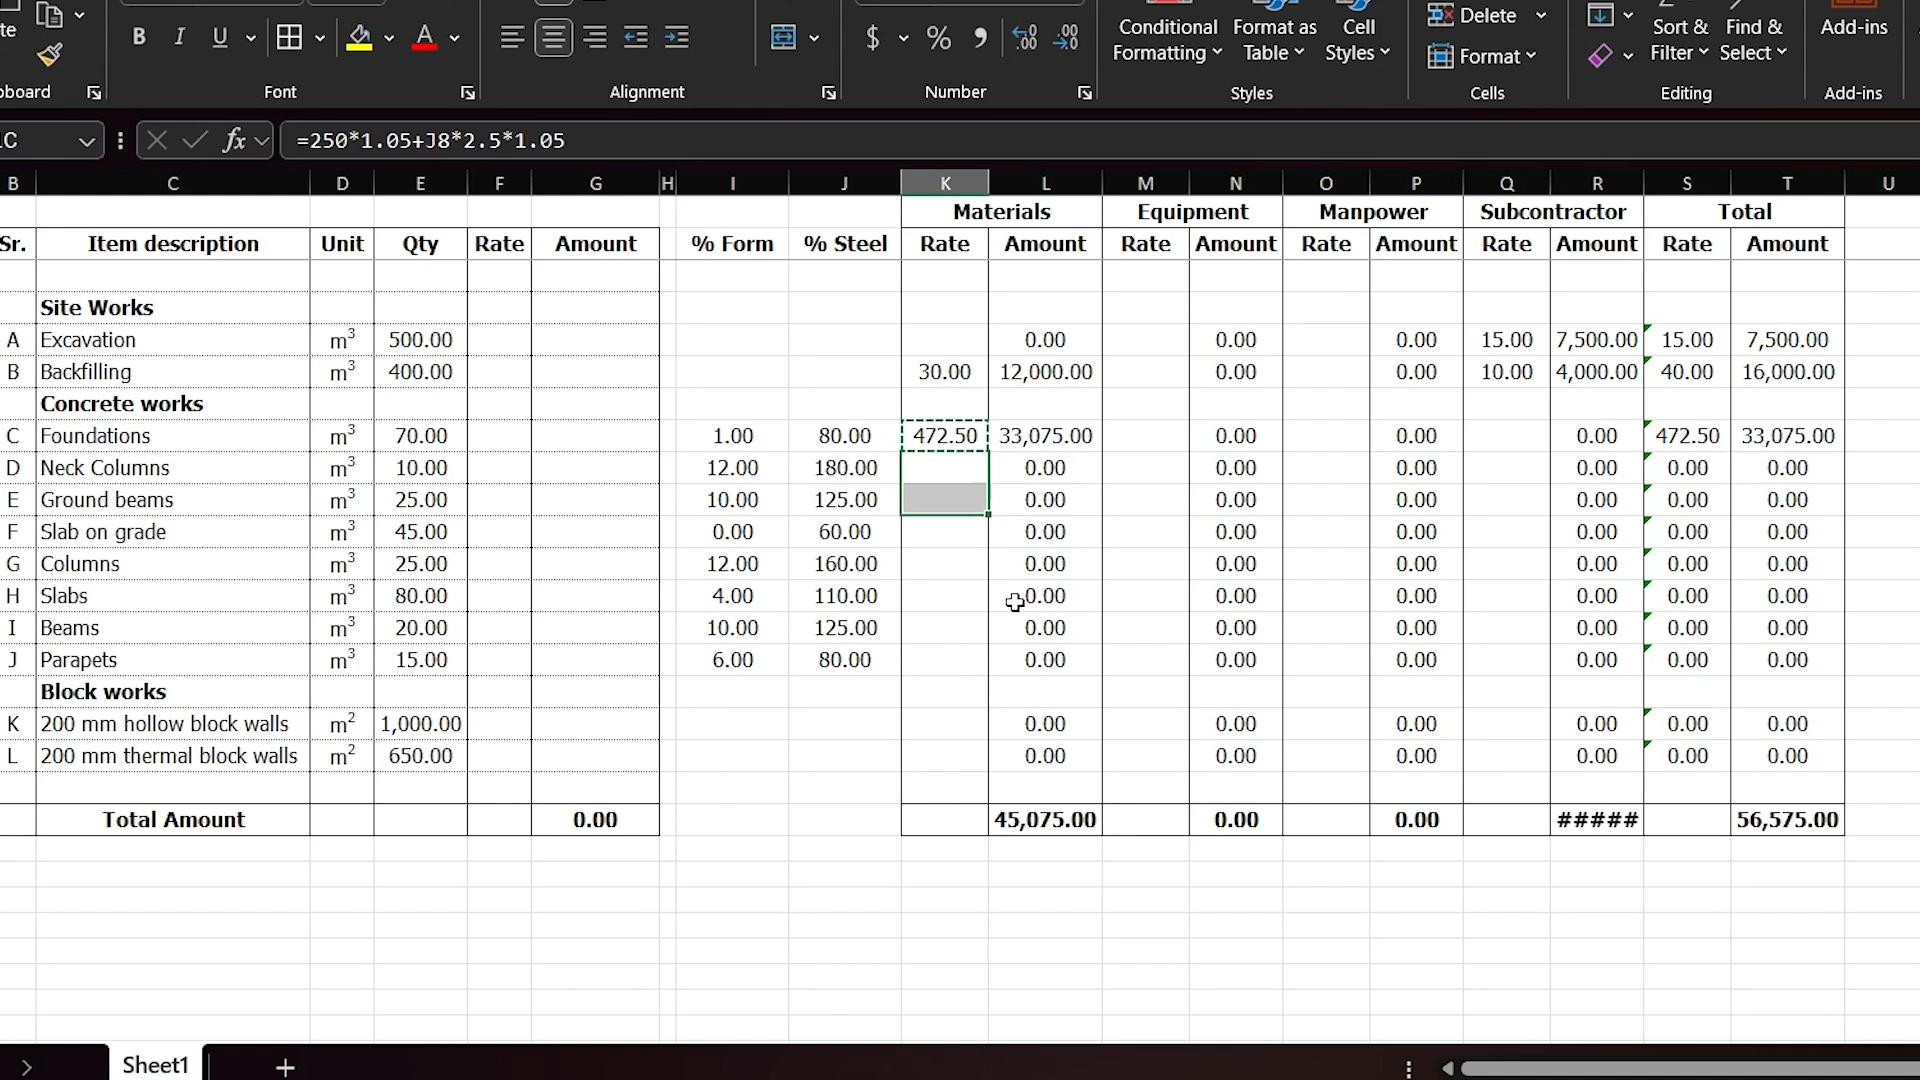 Delete
te
B I U A $ % 9 Conditional Formatting Format as Table Cell Styles Format Sort & Filter Find & Select Add-ins
board Font Alignment Number Styles Cells Editing Add-ins
LC fx =250*1.05+J8*2.5*1.05
B C D E F G H I J K L M N O P Q R S T U
Materials Equipment Manpower Subcontractor Total
Sr. Item description Unit Qty Rate Amount % Form % Steel Rate Amount Rate Amount Rate Amount Rate Amount Rate Amount
Site Works
A Excavation m³ 500.00 0.00 0.00 0.00 15.00 7,500.00 15.00 7,500.00
B Backfilling m³ 400.00 30.00 12,000.00 0.00 0.00 10.00 4,000.00 40.00 16,000.00
Concrete works
C Foundations m³ 70.00 1.00 80.00 472.50 33,075.00 0.00 0.00 0.00 472.50 33,075.00
D Neck Columns m³ 10.00 12.00 180.00 0.00 0.00 0.00 0.00 0.00 0.00
E Ground beams m³ 25.00 10.00 125.00 0.00 0.00 0.00 0.00 0.00 0.00
F Slab on grade m³ 45.00 0.00 60.00 0.00 0.00 0.00 0.00 0.00 0.00
G Columns m³ 25.00 12.00 160.00 0.00 0.00 0.00 0.00 0.00 0.00
H Slabs m³ 80.00 4.00 110.00 0.00 0.00 0.00 0.00 0.00 0.00
I Beams m³ 20.00 10.00 125.00 0.00 0.00 0.00 0.00 0.00 0.00
J Parapets m³ 15.00 6.00 80.00 0.00 0.00 0.00 0.00 0.00 0.00
Block works
K 200 mm hollow block walls m² 1,000.00 0.00 0.00 0.00 0.00 0.00 0.00
L 200 mm thermal block walls m² 650.00 0.00 0.00 0.00 0.00 0.00 0.00
Total Amount 0.00 45,075.00 0.00 0.00 ##### 56,575.00
Sheet1 +